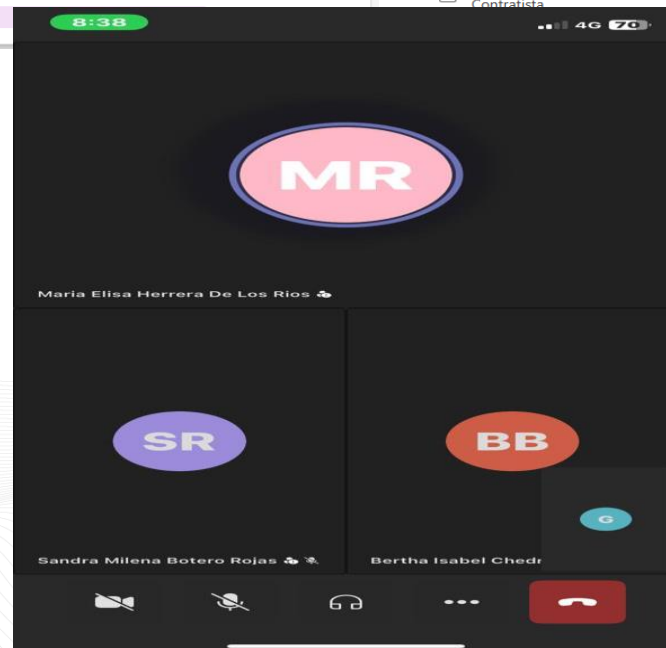 Contratista
8:38
4G 70
MR
Maria Elisa Herrera De Los Rios
SR
BB
G
Sandra Milena Botero Rojas
Bertha Isabel Chedr